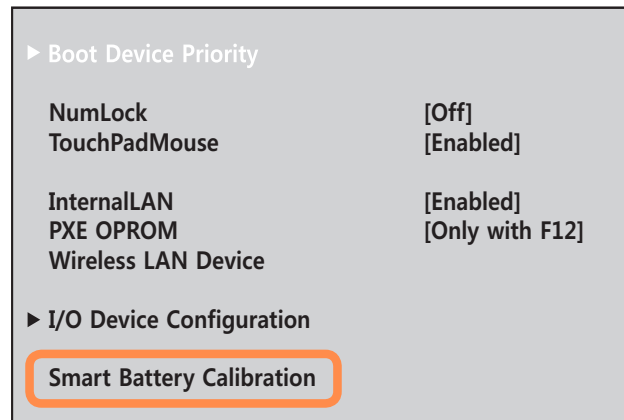 ▶ Boot Device Priority
NumLock [Off]
TouchPadMouse [Enabled]
InternalLAN [Enabled]
PXE OPROM [Only with F12]
Wireless LAN Device
▶ I/O Device Configuration
Smart Battery Calibration